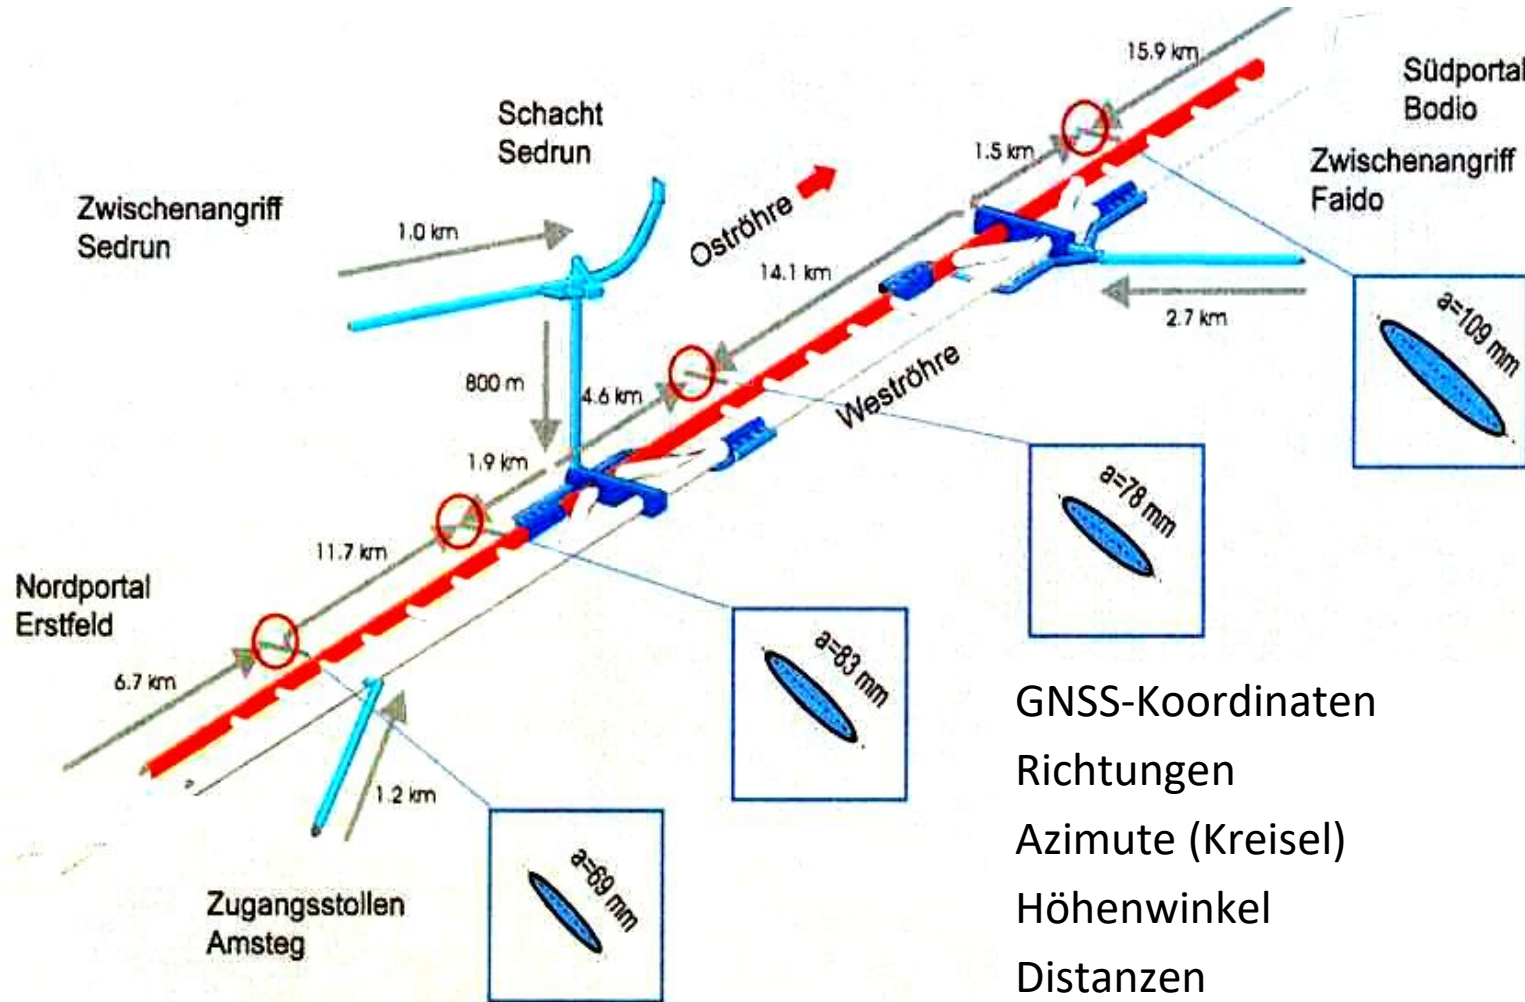 15.9 km
Südportal
Bodio
Schacht
Sedrun
1.5 km
Zwischenangriff
Faido
Zwischenangriff
Sedrun
1.0 km
Oströhre
14.1 km
2.7 km
a=109 mm
800 m
4.6 km
Weströhre
1.9 km
a=78 mm
11.7 km
Nordportal
Erstfeld
a=83 mm
6.7 km
1.2 km
a=69 mm
Zugangsstollen
Amsteg
GNSS-Koordinaten
Richtungen
Azimute (Kreisel)
Höhenwinkel
Distanzen